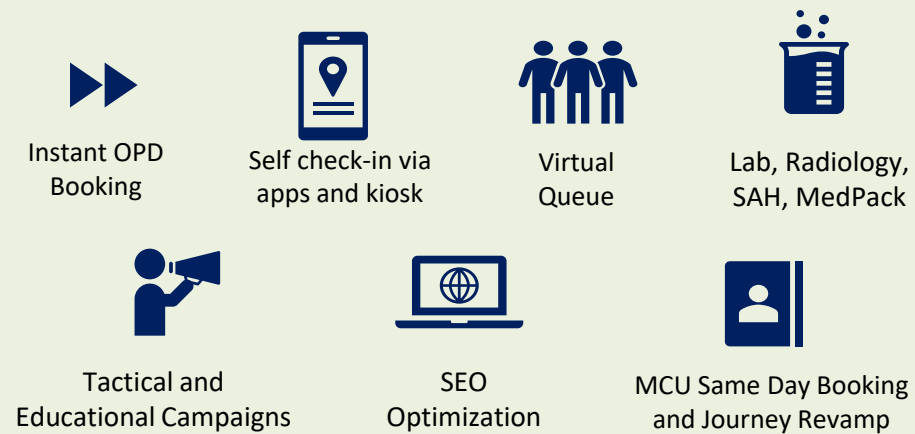 Instant OPD
Booking
Self check-in via
apps and kiosk
Virtual
Queue
Lab, Radiology,
SAH, MedPack
Tactical and
Educational Campaigns
SEO
Optimization
MCU Same Day Booking
and Journey Revamp